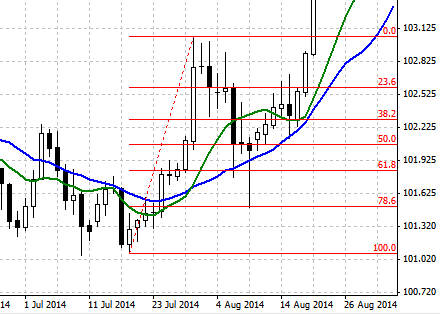 0.0
103.125
102.825
23.6
102.525
38.2
102.225
50.0
101.925
61.8
101.625
78.6
101.320
100.0
101.020
100.720
14
1 Jul 2014
11 Jul 2014
23 Jul 2014
4 Aug 2014
14 Aug 2014
26 Aug 2014